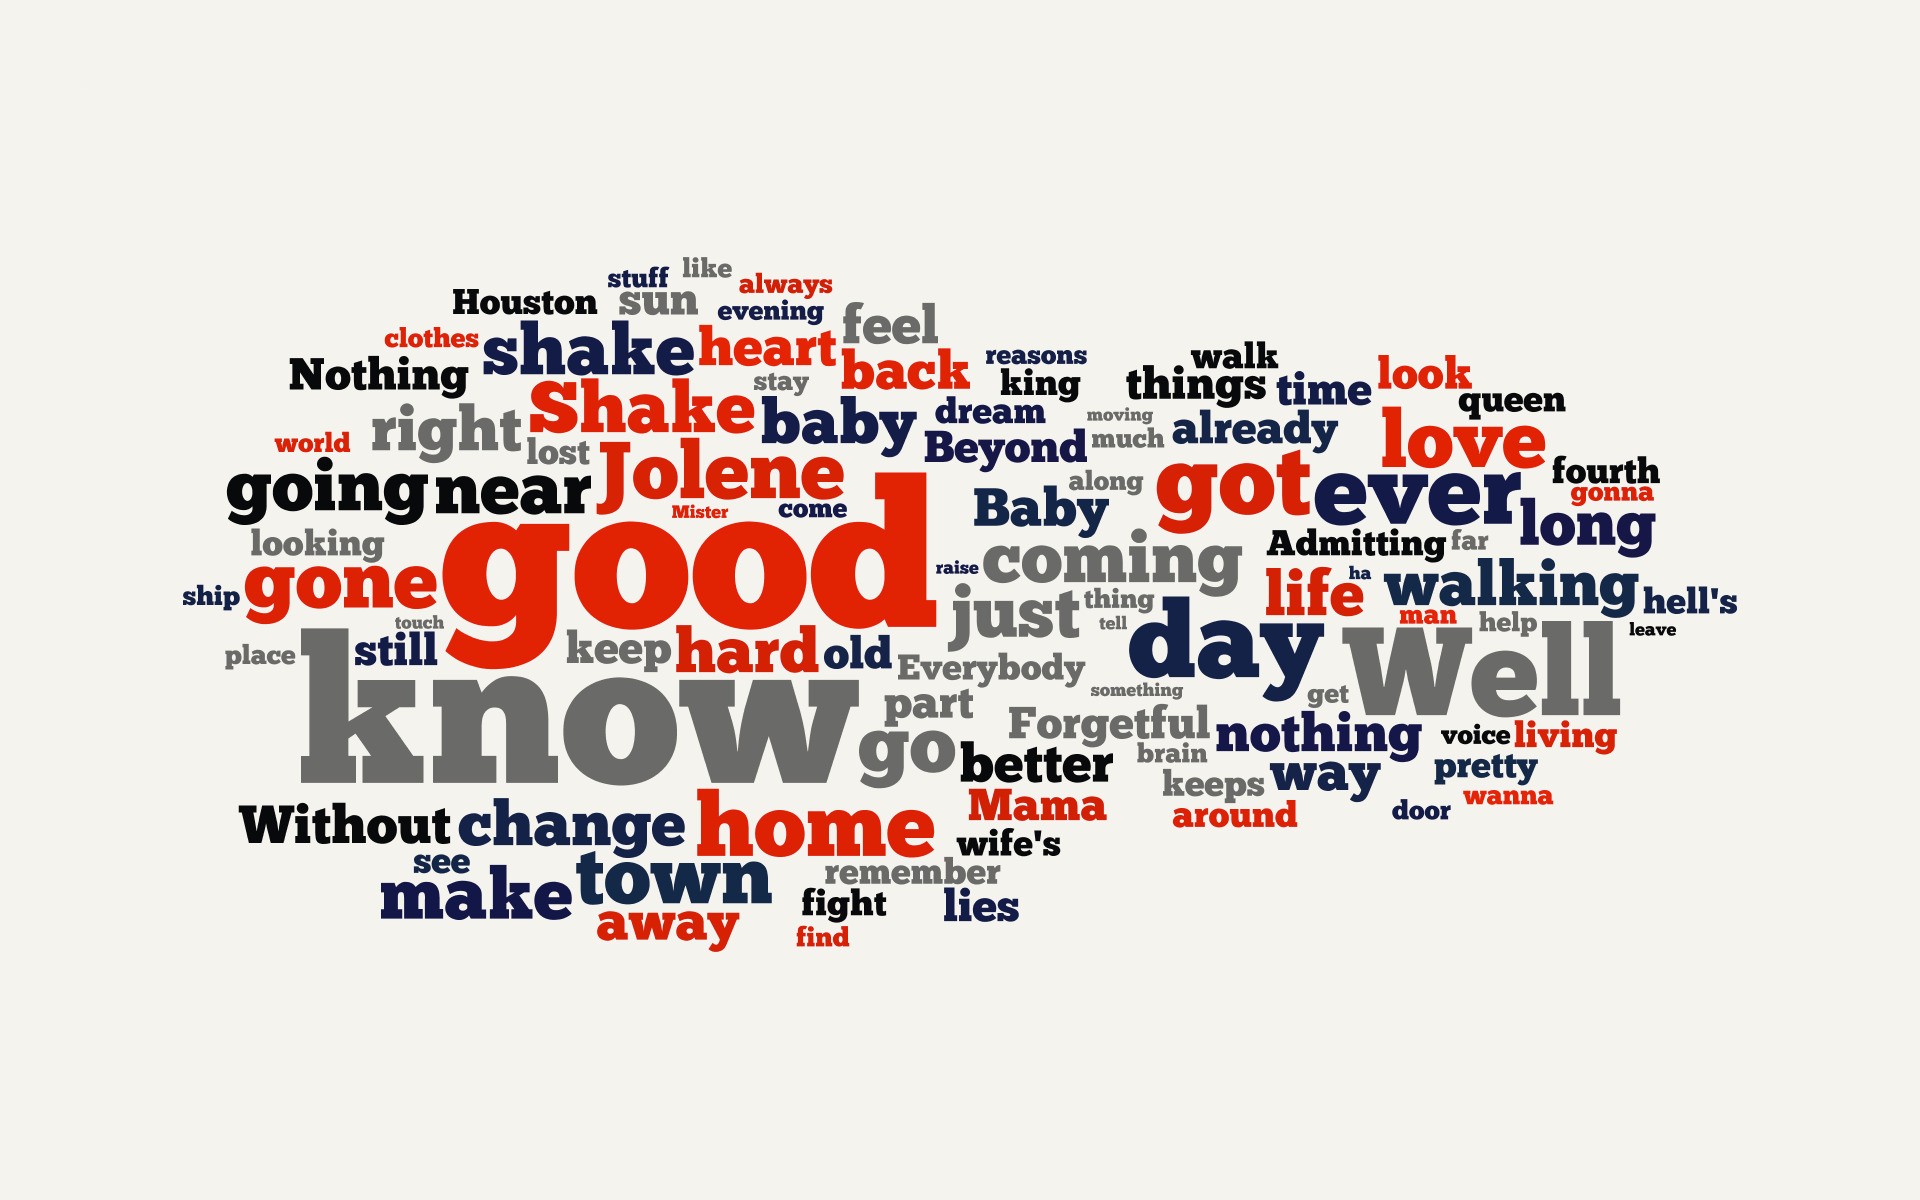 like
stuff
always
Houston
sun
evening
feel
clothes
shake
heart
back
reasons
walk
Nothing
stay
king
things
time
look
queen
Shake
baby
dream
moving
right
Beyond
much
already
love
world
lost
Jolene
going
near
along
got
ever
fourth
gonna
Mister
come
Baby
long
good
looking
coming
Admitting
far
ship
gone
raise
life
ha
walking
hell's
touch
just
thing
tell
day
man
help
leave
place
still
keep
hard
old
Everybody
something
get
Well
know
part
Forgetful
nothing
voice
living
go
better
brain
way
pretty
keeps
wanna
Without
change
home
Mama
around
door
wife's
see
town
remember
make
away
fight
lies
find